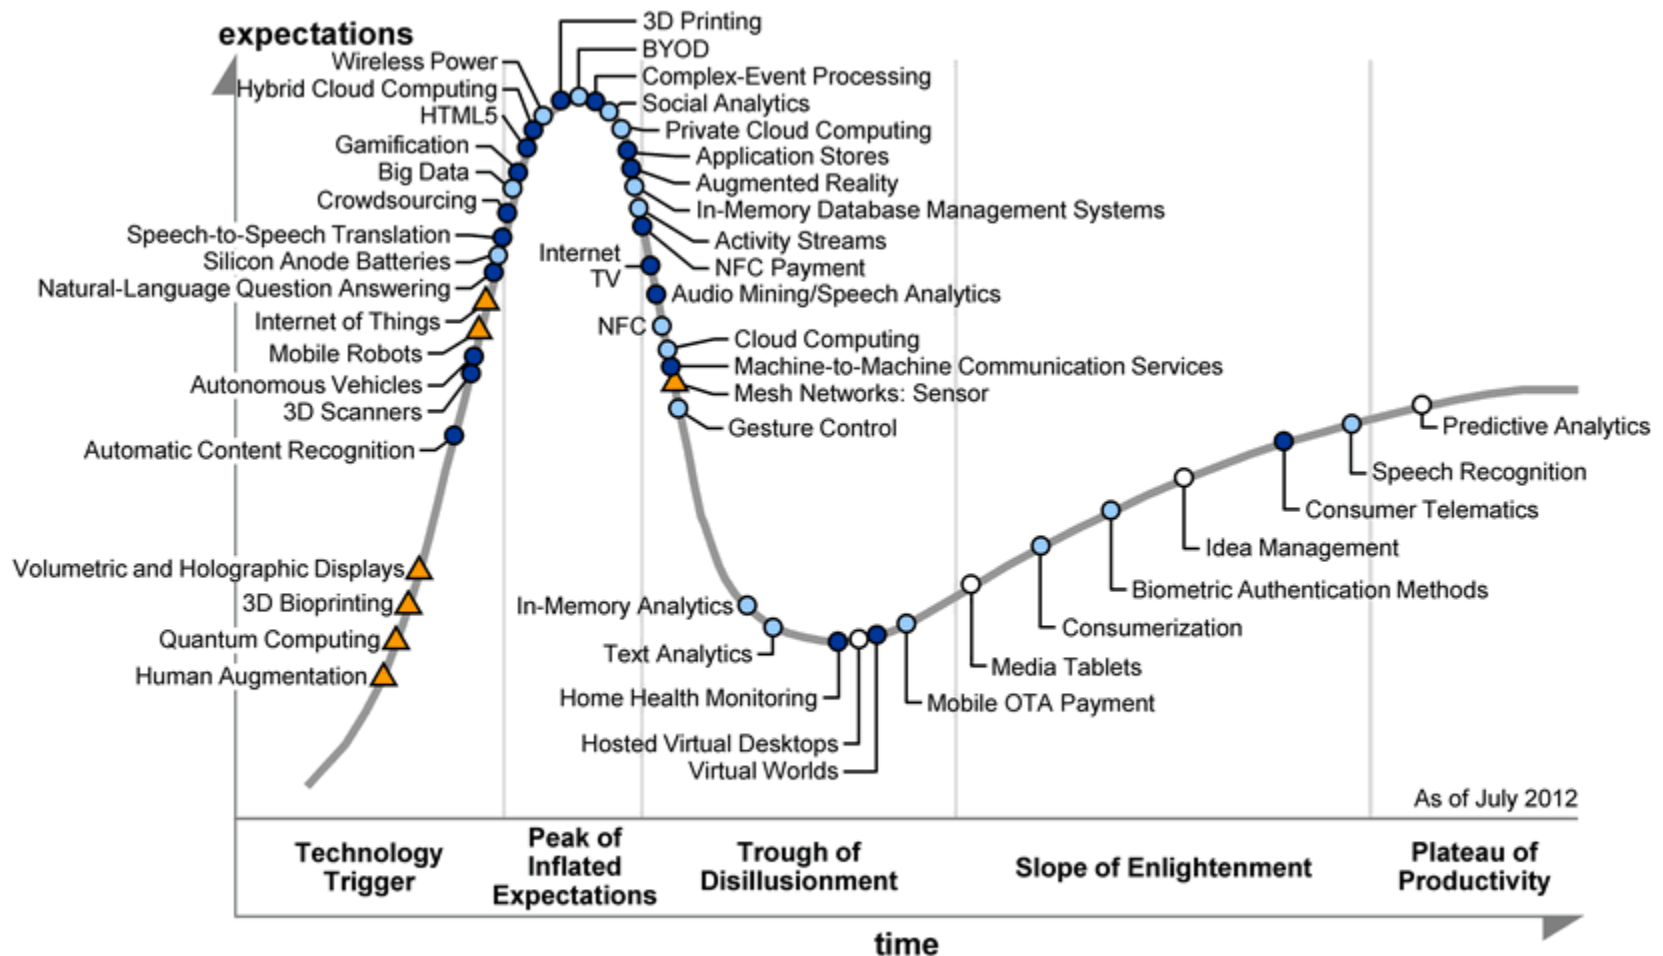 expectations
Wireless Power
Hybrid Cloud Computing
HTML5
Gamification
Big Data
Crowdsourcing
Speech-to-Speech Translation
Silicon Anode Batteries
Natural-Language Question Answering
Internet of Things
Mobile Robots
Autonomous Vehicles
3D Scanners
Automatic Content Recognition
Volumetric and Holographic Displays
3D Bioprinting
Quantum Computing
Human Augmentation
3D Printing
BYOD
Complex-Event Processing
Social Analytics
Private Cloud Computing
Application Stores
Augmented Reality
In-Memory Database Management Systems
Activity Streams
NFC Payment
Internet
TV
Audio Mining/Speech Analytics
NFC
Cloud Computing
Machine-to-Machine Communication Services
Mesh Networks: Sensor
Gesture Control
In-Memory Analytics
Text Analytics
Home Health Monitoring
Hosted Virtual Desktops
Virtual Worlds
Mobile OTA Payment
Media Tablets
Consumerization
Biometric Authentication Methods
Idea Management
Consumer Telematics
Speech Recognition
Predictive Analytics
As of July 2012
Technology
Trigger
Peak of
Inflated
Expectations
Trough of
Disillusionment
Slope of Enlightenment
Plateau of
Productivity
time